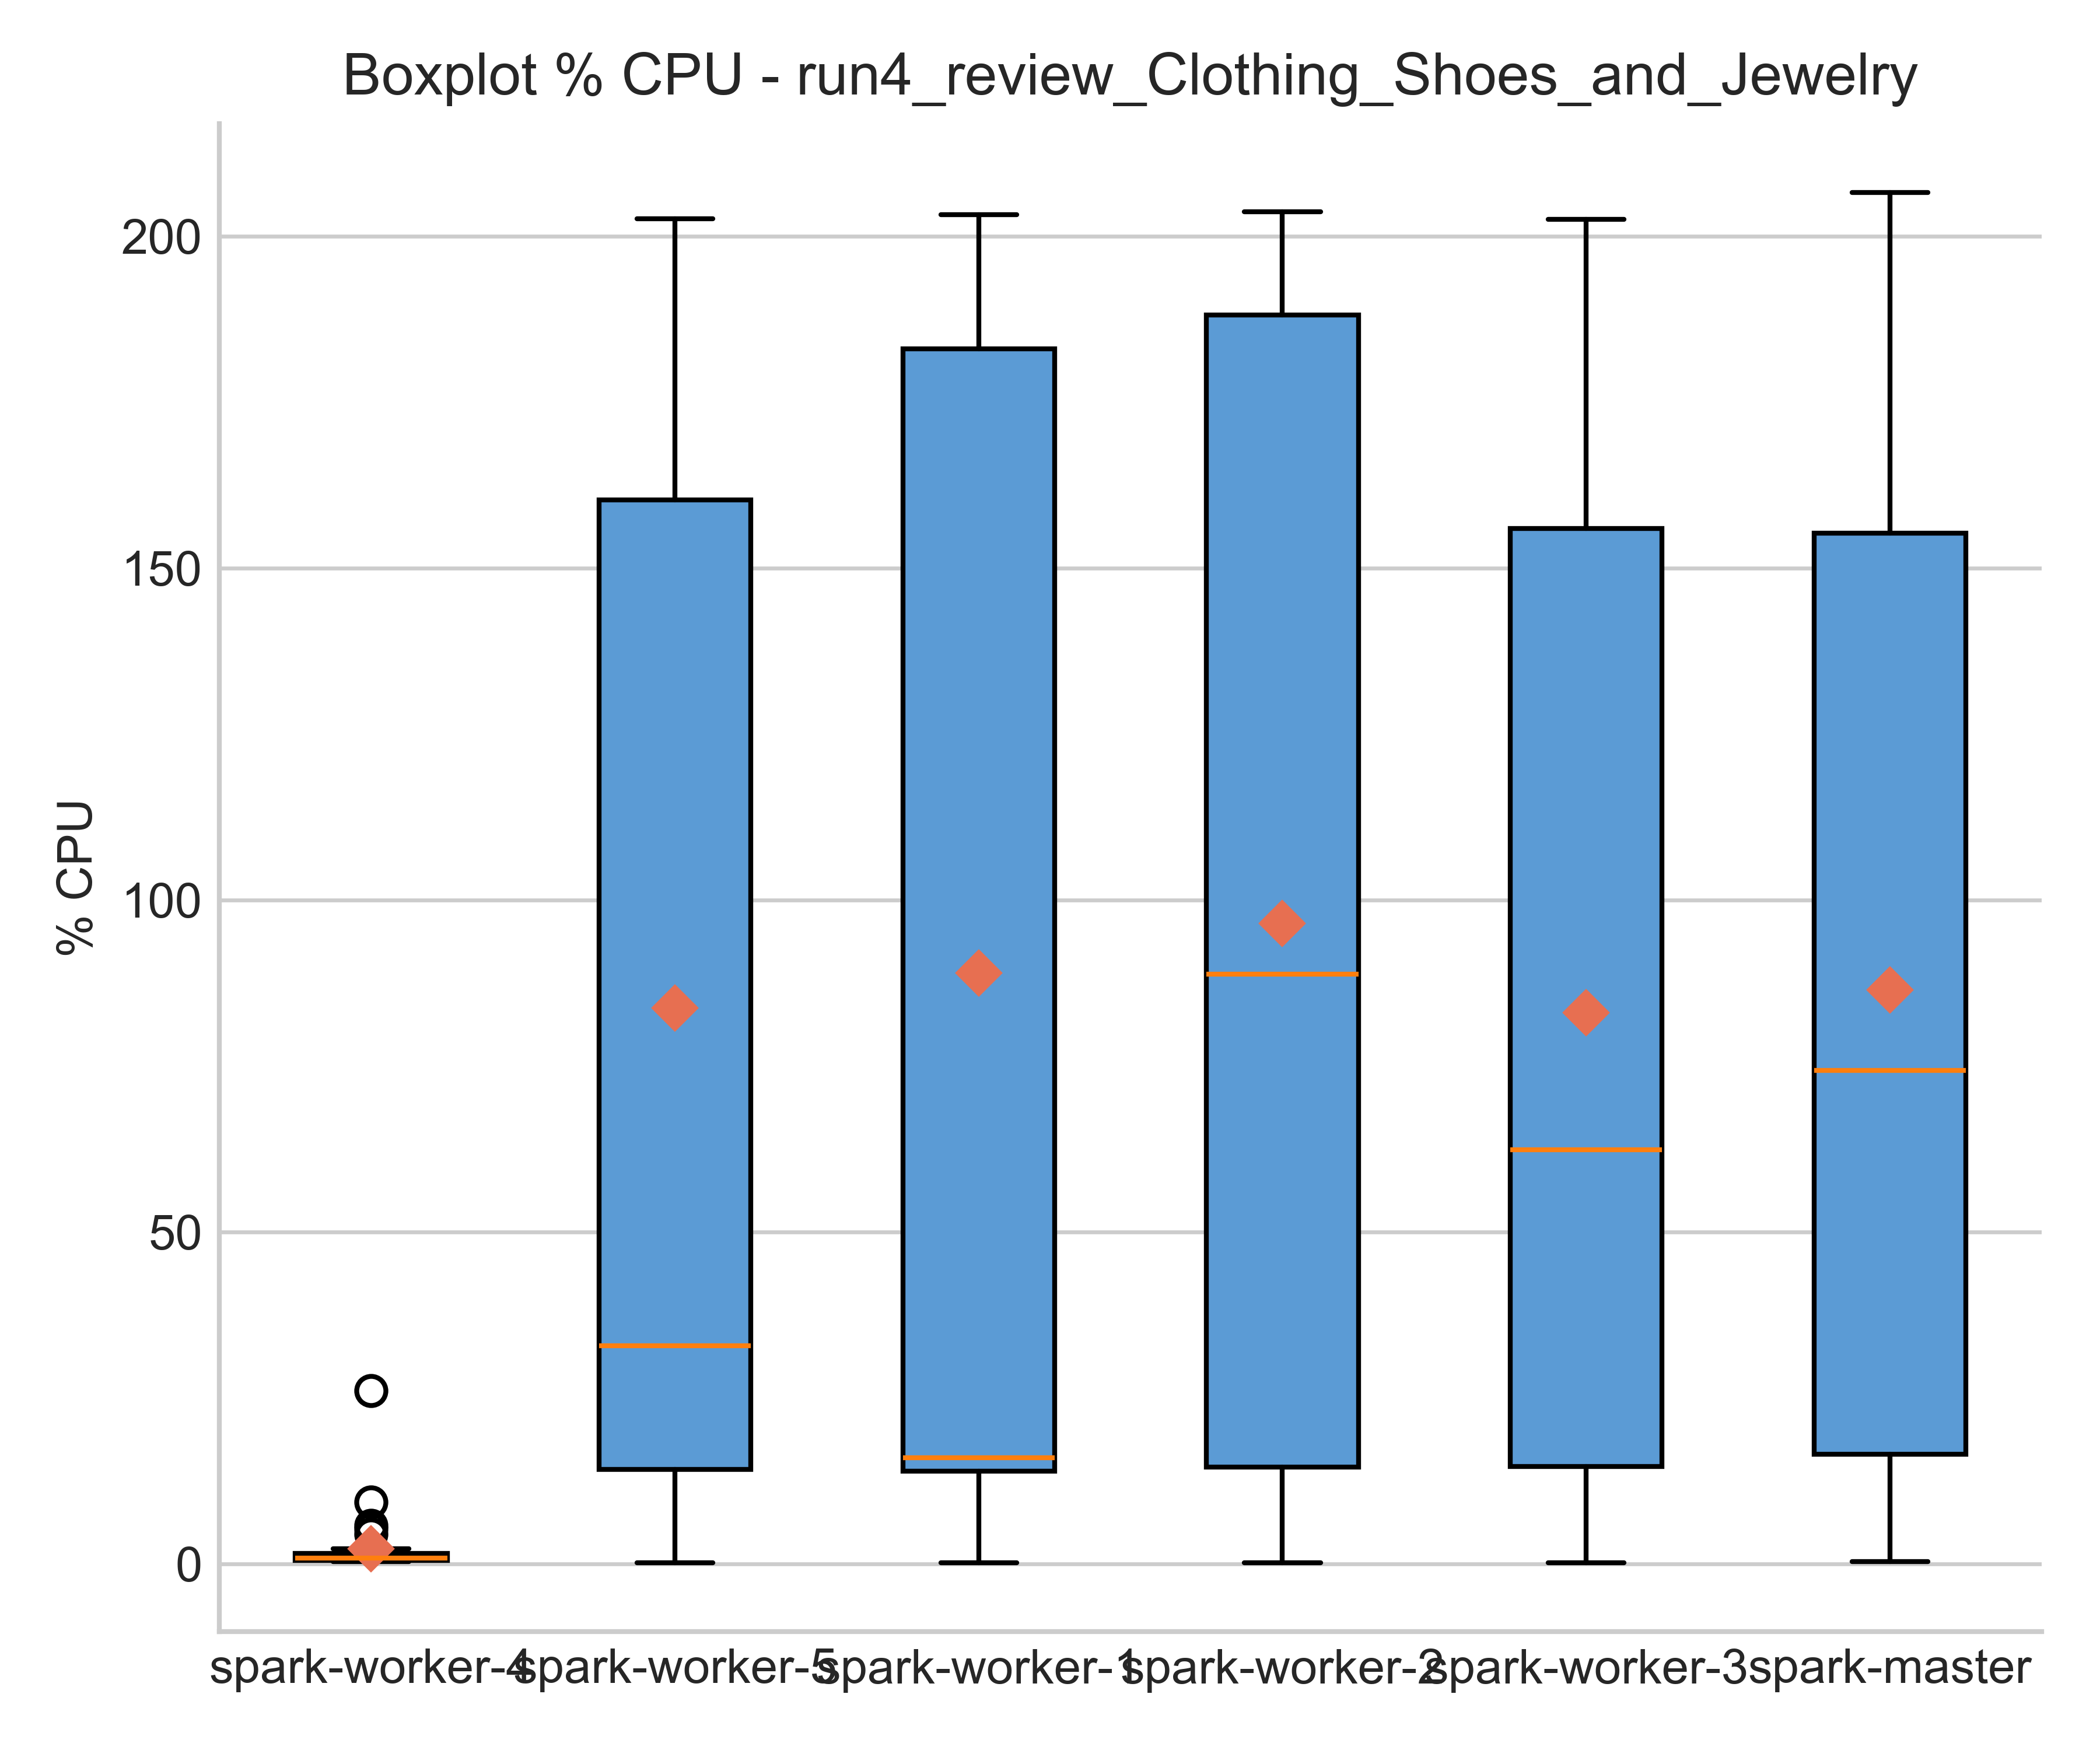 Boxplot % CPU - run4_review_Clothing_Shoes_and_Jewelry
% CPU
200
150
100
50
0
spark-worker-4
spark-worker-5
spark-worker-1
spark-worker-2
spark-worker-3
spark-master